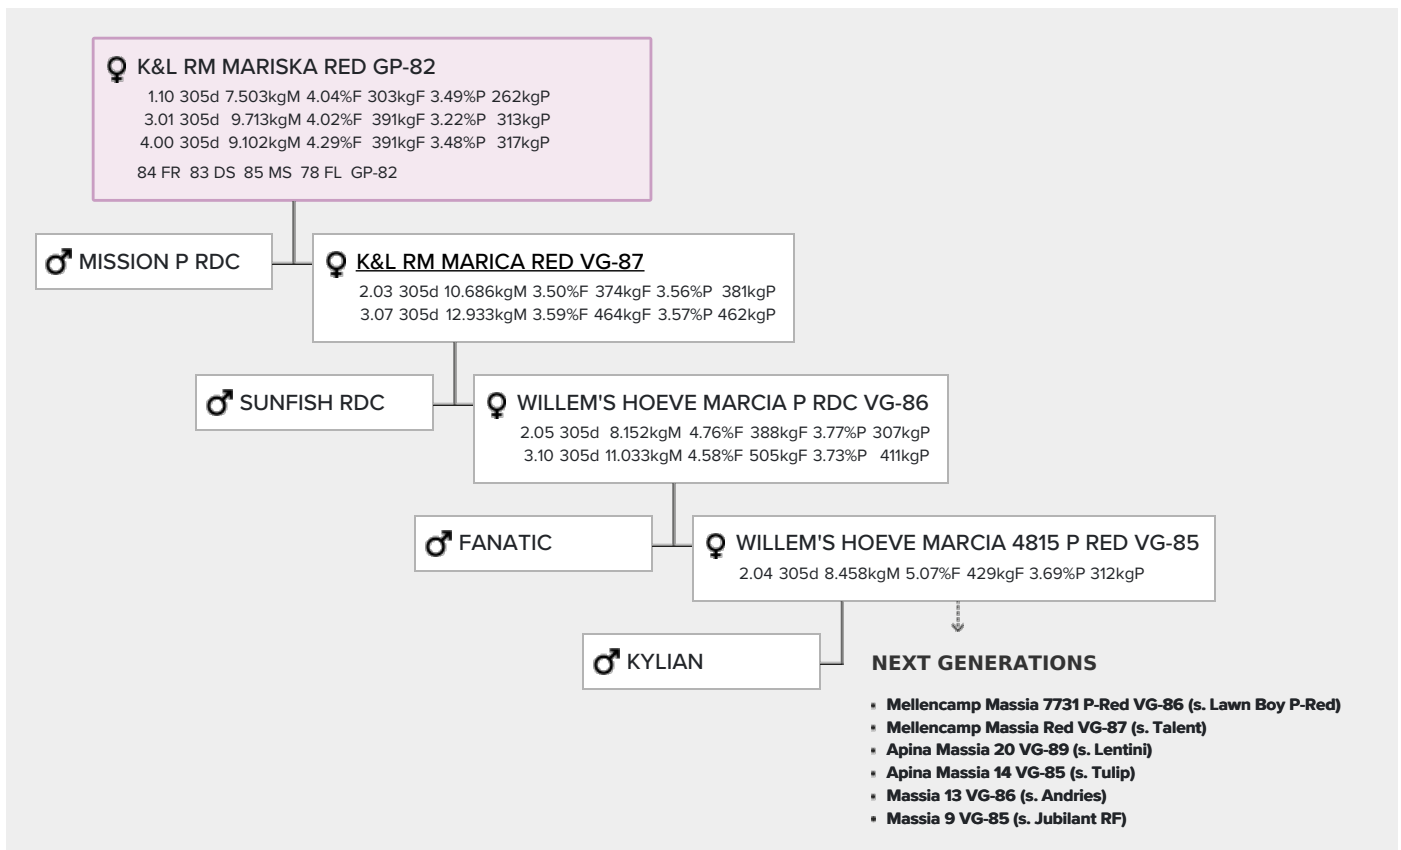 K&L RM MARISKA RED GP-82
1.10 305d 7.503kgM 4.04%F 303kgF 3.49%P 262kgP
3.01 305d 9.713kgM 4.02%F 391kgF 3.22%P 313kgP
4.00 305d 9.102kgM 4.29%F 391kgF 3.48%P 317kgP
84 FR 83 DS 85 MS 78 FL GP-82
MISSION P RDC
K&L RM MARICA RED VG-87
2.03 305d 10.686kgM 3.50%F 374kgF 3.56%P 381kgP
3.07 305d 12.933kgM 3.59%F 464kgF 3.57%P 462kgP
SUNFISH RDC
WILLEM'S HOEVE MARCIA P RDC VG-86
2.05 305d 8.152kgM 4.76%F 388kgF 3.77%P 307kgP
3.10 305d 11.033kgM 4.58%F 505kgF 3.73%P 411kgP
FANATIC
WILLEM'S HOEVE MARCIA 4815 P RED VG-85
2.04 305d 8.458kgM 5.07%F 429kgF 3.69%P 312kgP
KYLIAN
NEXT GENERATIONS
Mellencamp Massia 7731 P-Red VG-86 (s. Lawn Boy P-Red)
Mellencamp Massia Red VG-87 (s. Talent)
Apina Massia 20 VG-89 (s. Lentini)
Apina Massia 14 VG-85 (s. Tulip)
Massia 13 VG-86 (s. Andries)
Massia 9 VG-85 (s. Jubilant RF)